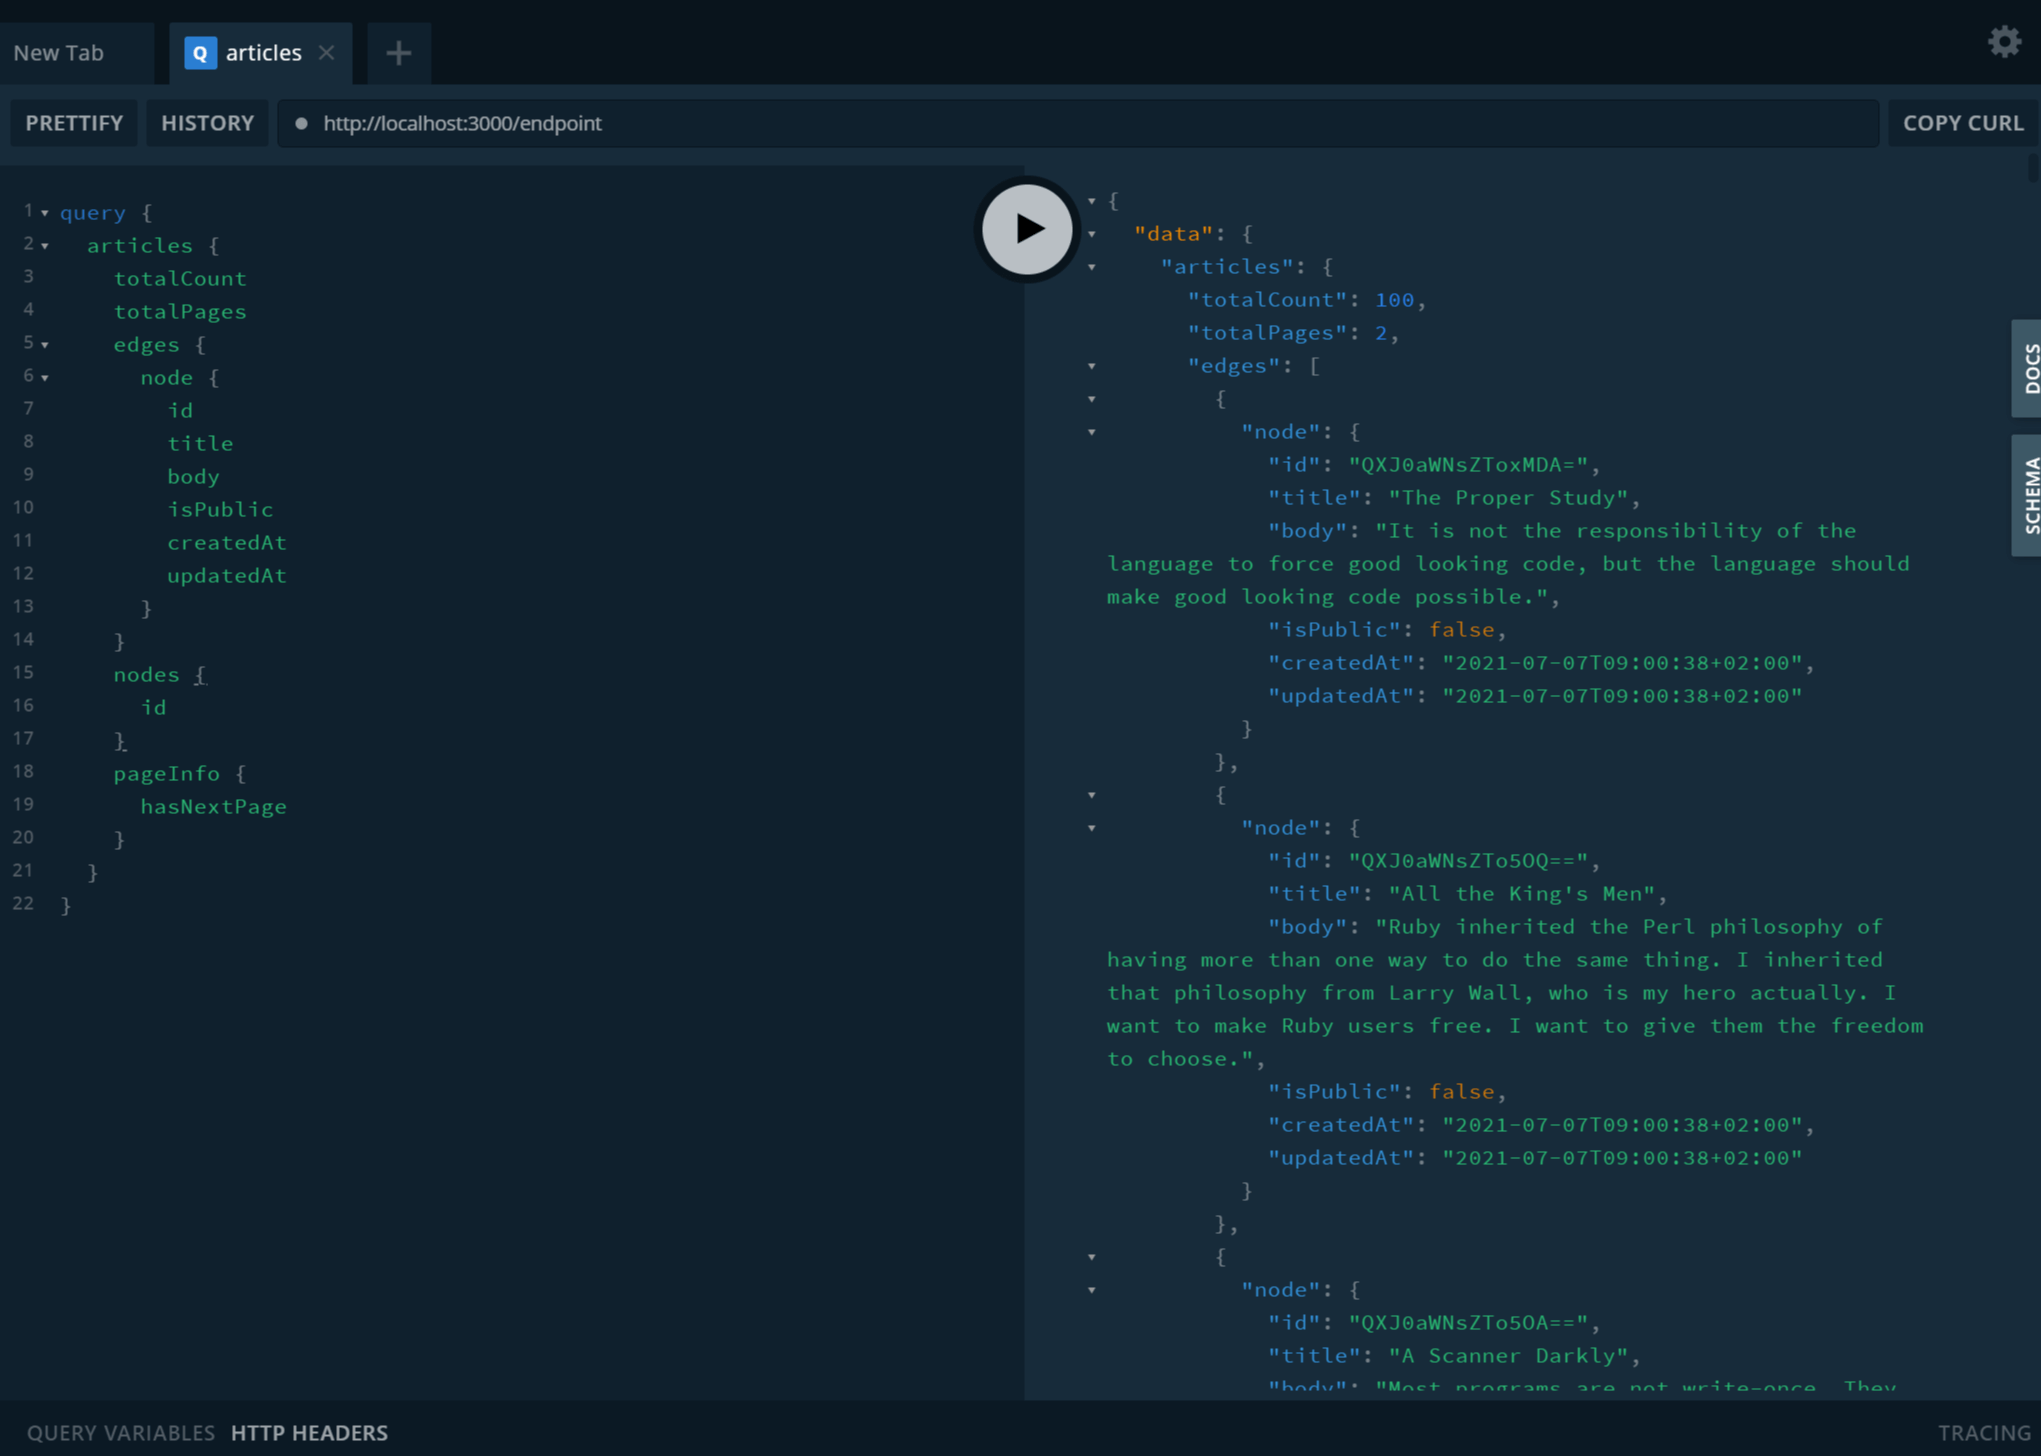 New Tab
Q articles ×
+
PRETTIFY HISTORY http://localhost:3000/endpoint COPY CURL
1 query {
2 articles {
3 totalCount
4 totalPages
5 edges {
6 node {
7 id
8 title
9 body
10 isPublic
11 createdAt
12 updatedAt
13 }
14 }
15 nodes {
16 id
17 }
18 pageInfo {
19 hasNextPage
20 }
21 }
22 }
{
"data": {
"articles": {
"totalCount": 100,
"totalPages": 2,
"edges": [
{
"node": {
"id": "QXJ0aWNsZToxMDA=",
"title": "The Proper Study",
"body": "It is not the responsibility of the
language to force good looking code, but the language should
make good looking code possible.",
"isPublic": false,
"createdAt": "2021-07-07T09:00:38+02:00",
"updatedAt": "2021-07-07T09:00:38+02:00"
}
},
{
"node": {
"id": "QXJ0aWNsZTo5OQ==",
"title": "All the King's Men",
"body": "Ruby inherited the Perl philosophy of
having more than one way to do the same thing. I inherited
that philosophy from Larry Wall, who is my hero actually. I
want to make Ruby users free. I want to give them the freedom
to choose.",
"isPublic": false,
"createdAt": "2021-07-07T09:00:38+02:00",
"updatedAt": "2021-07-07T09:00:38+02:00"
}
},
{
"node": {
"id": "QXJ0aWNsZTo5OA==",
"title": "A Scanner Darkly",
"body": "Most programs are not write-once. They
DOCS
SCHEMA
QUERY VARIABLES HTTP HEADERS TRACING